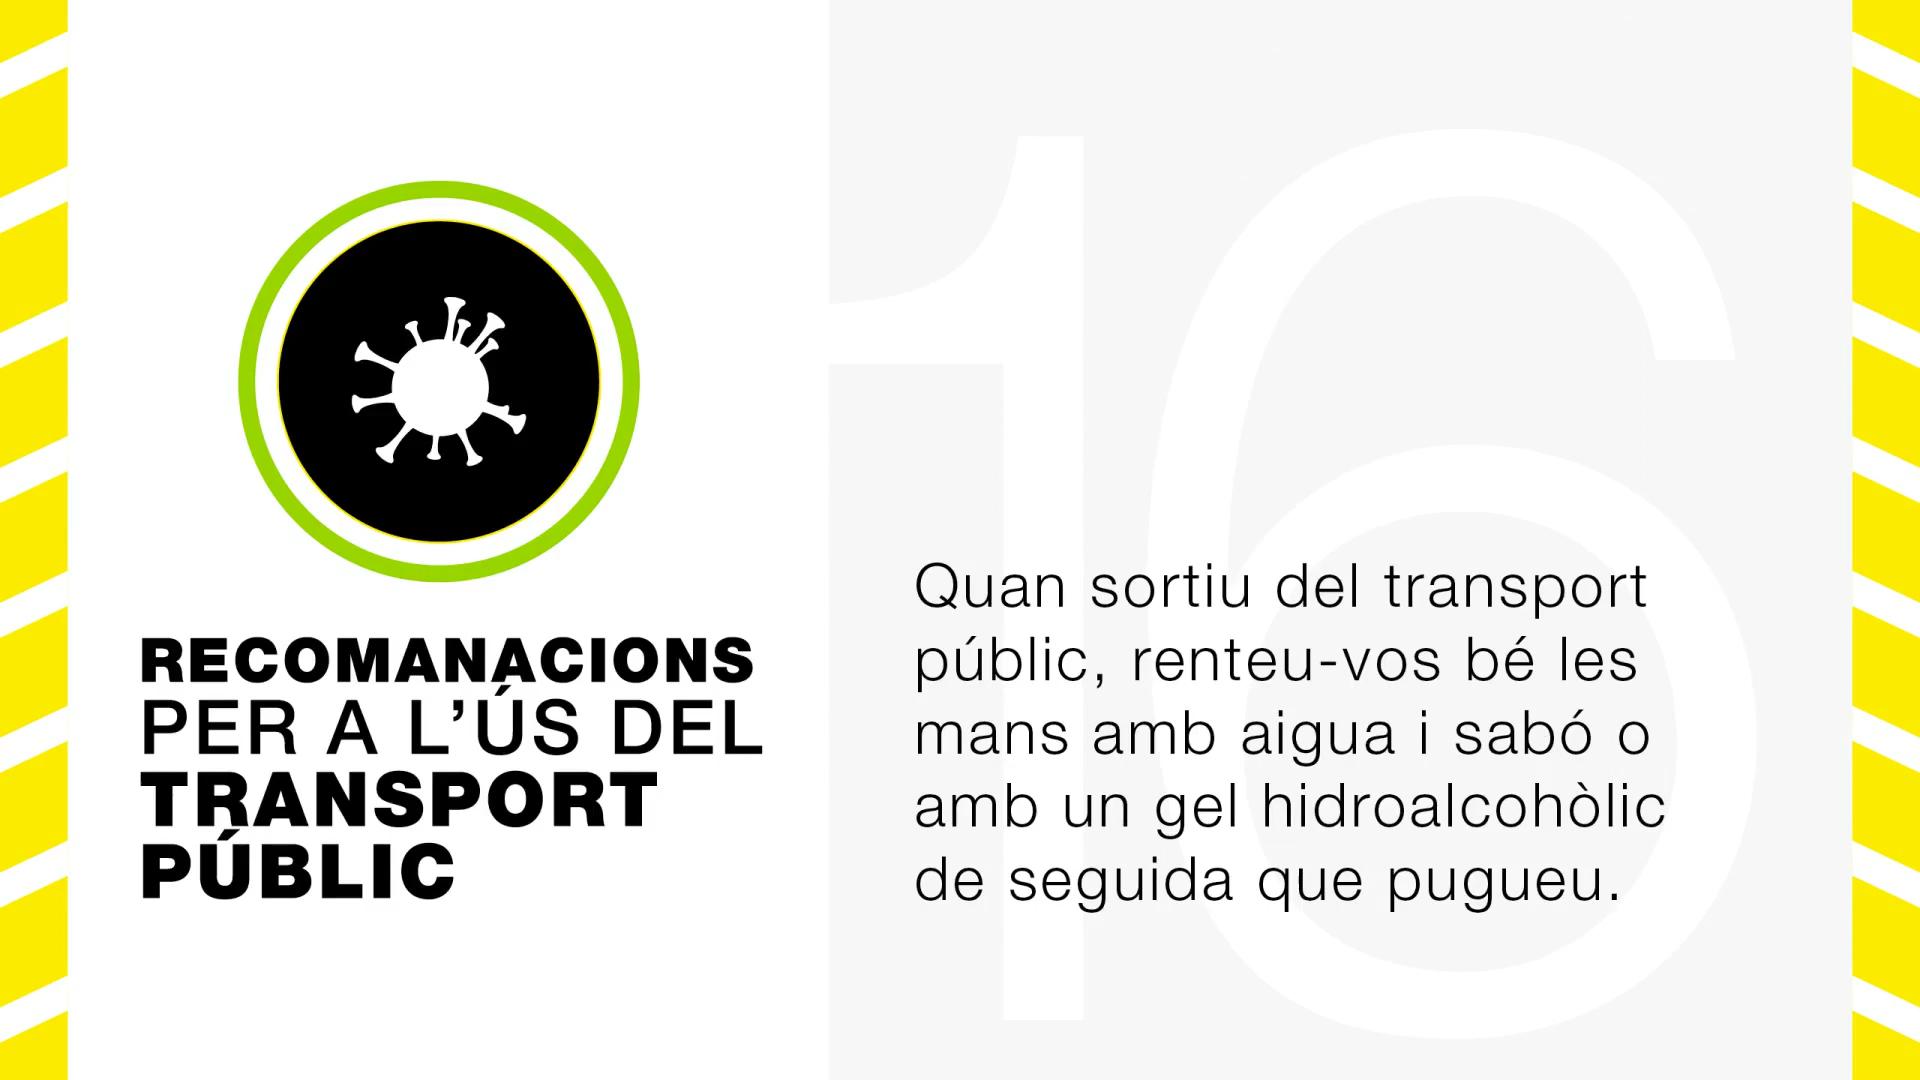 RECOMANACIONS
PER A L’ÚS DEL
TRANSPORT
PÚBLIC
16
Quan sortiu del transport
públic, renteu-vos bé les
mans amb aigua i sabó o
amb un gel hidroalcohòlic
de seguida que pugueu.